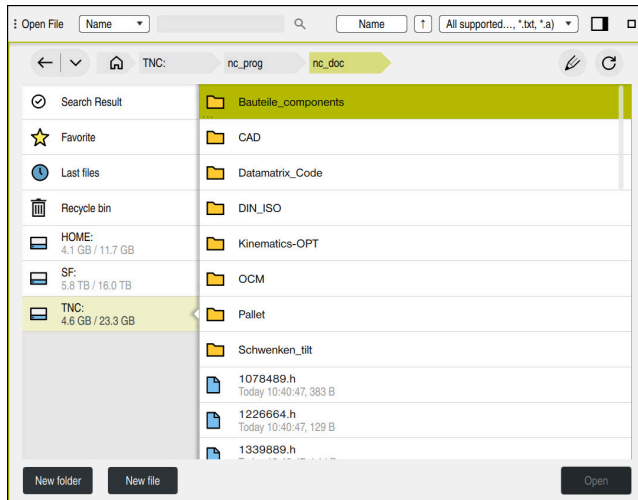 Open File Name Name ↑ All supported..., *.txt, *.a)
TNC: nc_prog nc_doc
Search Result
Favorite
Last files
Recycle bin
HOME:
4.1 GB / 11.7 GB
SF:
5.8 TB / 16.0 TB
TNC:
4.6 GB / 23.3 GB
Bauteile_components
...
CAD
Datamatrix_Code
DIN_ISO
Kinematics-OPT
OCM
Pallet
Schwenken_tilt
1078489.h
Today 10:40:47, 383 B
1226664.h
Today 10:40:47, 129 B
1339889.h
New folder New file Open